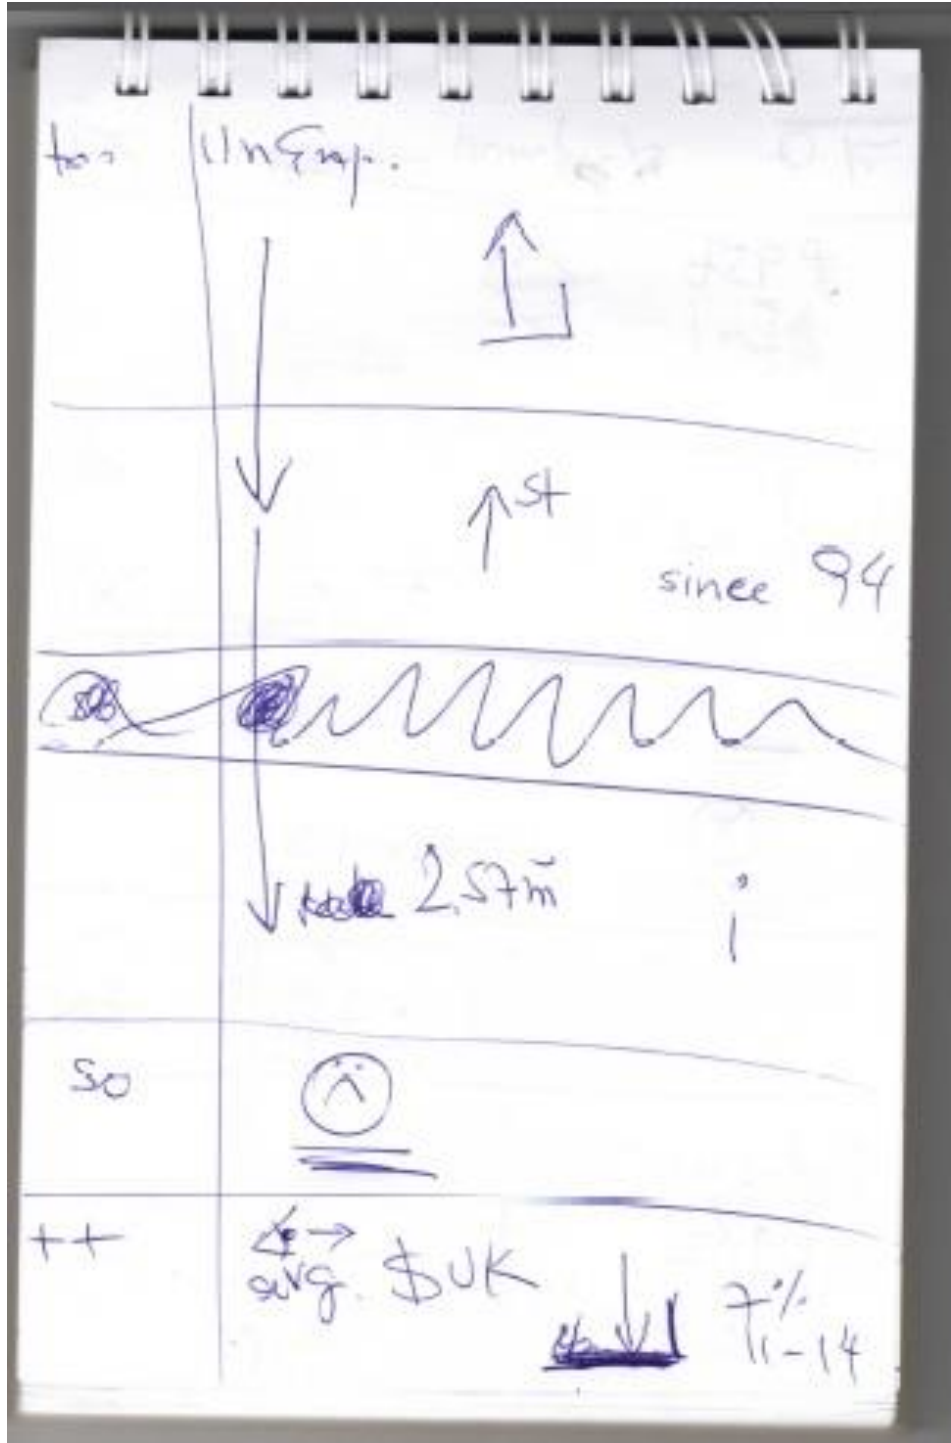 UnEmp.
↑ st
since 94
2.57m
so
++ ↔
avg. $UK ↓ 7%
11-14